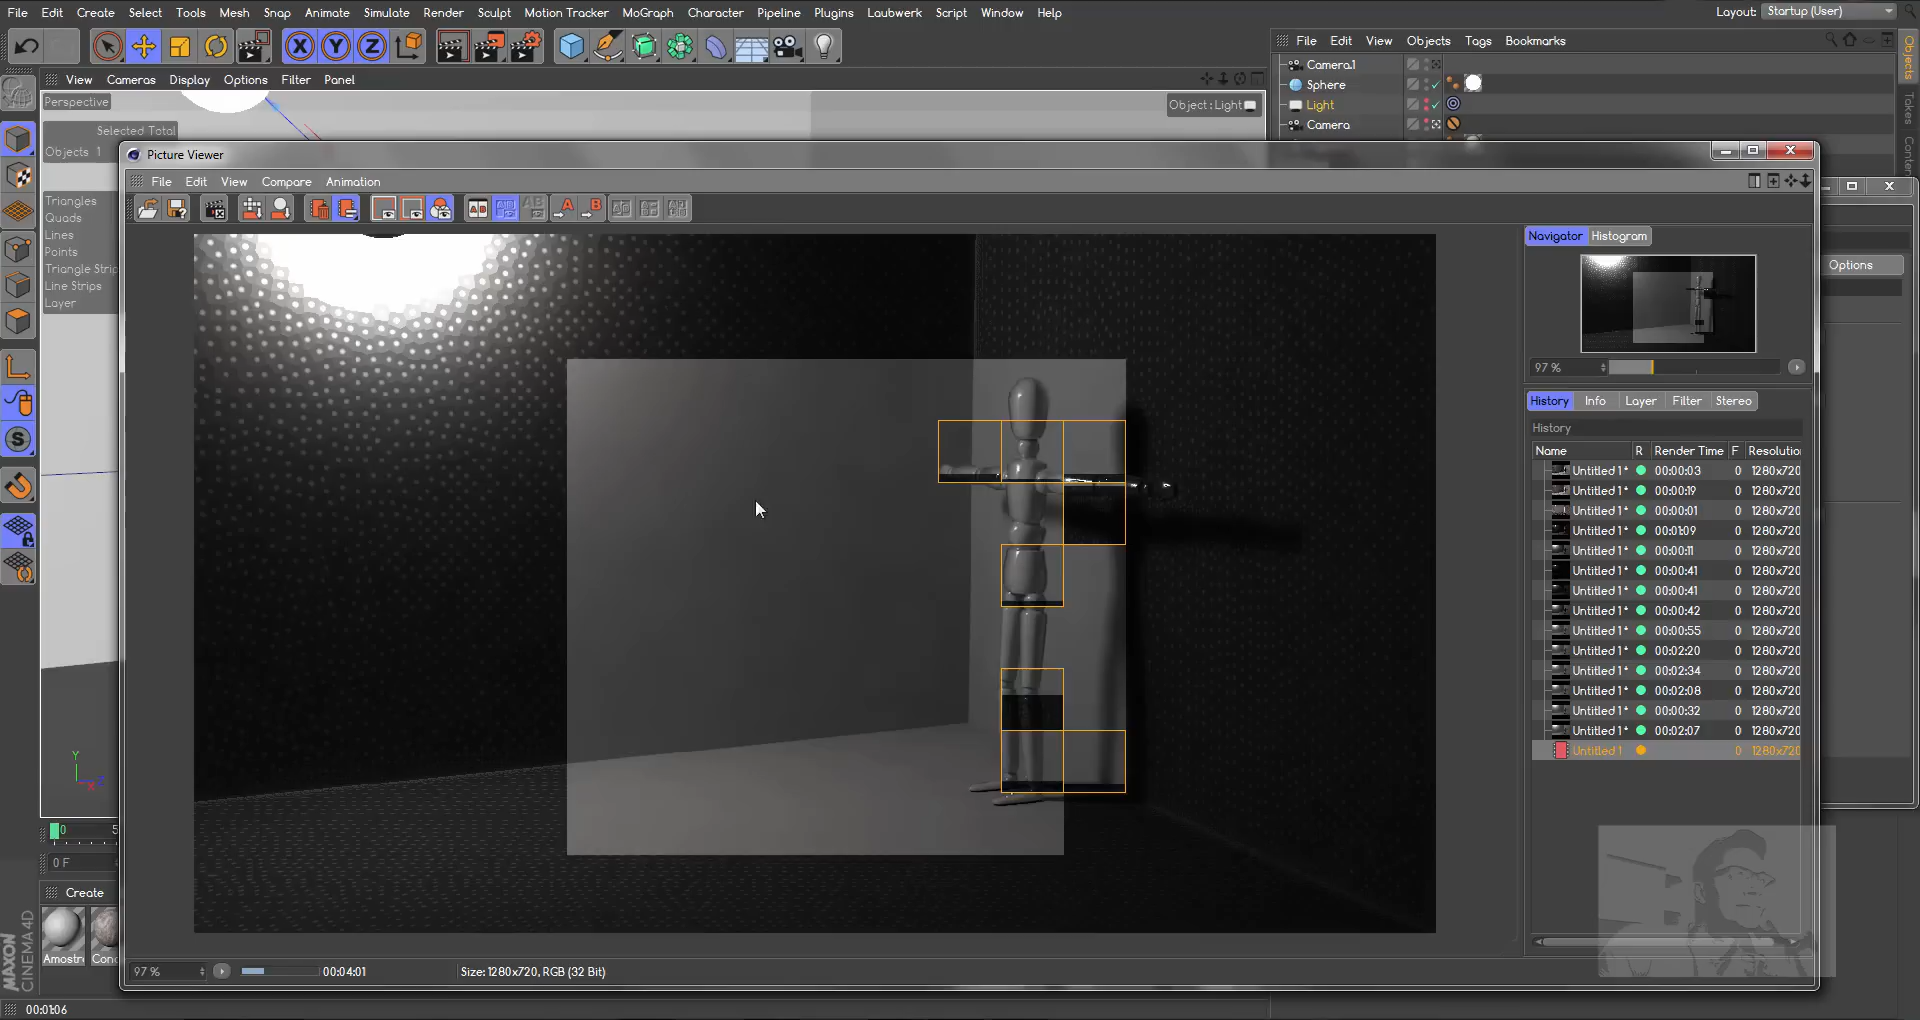 File Edit Create Select Tools Mesh Snap Animate Simulate Render Sculpt Motion Tracker MoGraph Character Pipeline Plugins Laubwerk Script Window Help
Layout: Startup (User)
X Y Z
File Edit View Objects Tags Bookmarks
View Cameras Display Options Filter Panel
Perspective
Object : Light
Selected Total
Objects 1
Triangles
Quads
Lines
Points
Triangle Strip
Line Strips
Layer
Camera.1
Sphere
Light
Camera
Objects
Takes
Picture Viewer
File Edit View Compare Animation
Navigator Histogram
Options
97 %
History Info Layer Filter Stereo
History
Name R Render Time F Resolutio
Untitled 1* 00:00:03 0 1280x720
Untitled 1* 00:00:19 0 1280x720
Untitled 1* 00:00:01 0 1280x720
Untitled 1* 00:01:09 0 1280x720
Untitled 1* 00:00:11 0 1280x720
Untitled 1* 00:00:41 0 1280x720
Untitled 1* 00:00:41 0 1280x720
Untitled 1* 00:00:42 0 1280x720
Untitled 1* 00:00:55 0 1280x720
Untitled 1* 00:02:20 0 1280x720
Untitled 1* 00:02:34 0 1280x720
Untitled 1* 00:02:08 0 1280x720
Untitled 1* 00:00:32 0 1280x720
Untitled 1* 00:02:07 0 1280x720
Untitled 1 0 1280x720
Y
X
0 5
0 F
Create
Amostr Conc
MAXON
CINEMA 4D
97 % 00:04:01 Size: 1280x720, RGB (32 Bit)
00:01:06